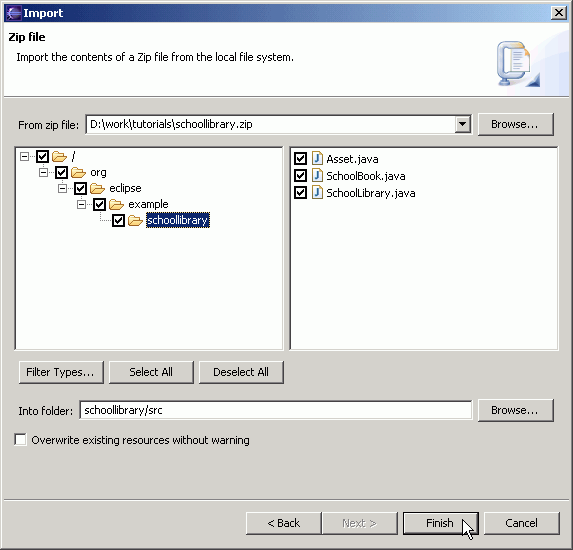 Import
Zip file
Import the contents of a Zip file from the local file system.
From zip file: D:\work\tutorials\schoollibrary.zip Browse...
/
org
eclipse
example
schoollibrary
Asset.java
SchoolBook.java
SchoolLibrary.java
Filter Types... Select All Deselect All
Into folder: schoollibrary/src Browse...
Overwrite existing resources without warning
< Back Next > Finish Cancel